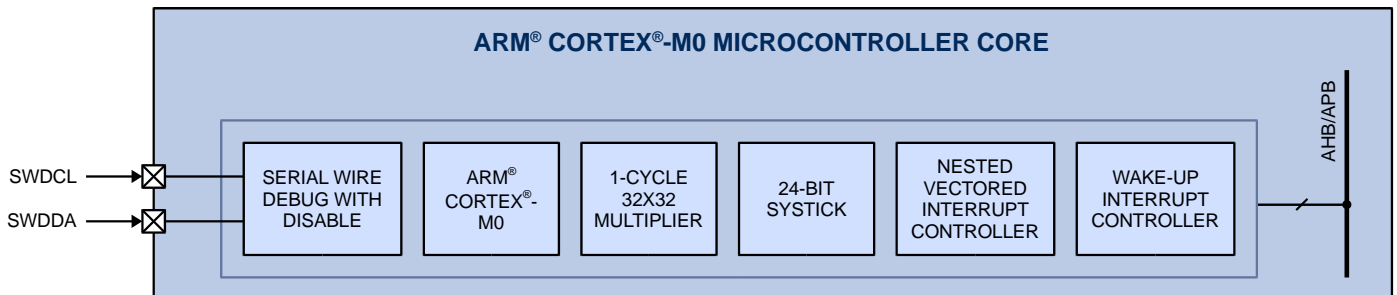 ARM® CORTEX®-M0 MICROCONTROLLER CORE
AHB/APB
SWDCL
SWDDA
SERIAL WIRE
DEBUG WITH
DISABLE
ARM®
CORTEX®-
M0
1-CYCLE
32X32
MULTIPLIER
24-BIT
SYSTICK
NESTED
VECTORED
INTERRUPT
CONTROLLER
WAKE-UP
INTERRUPT
CONTROLLER